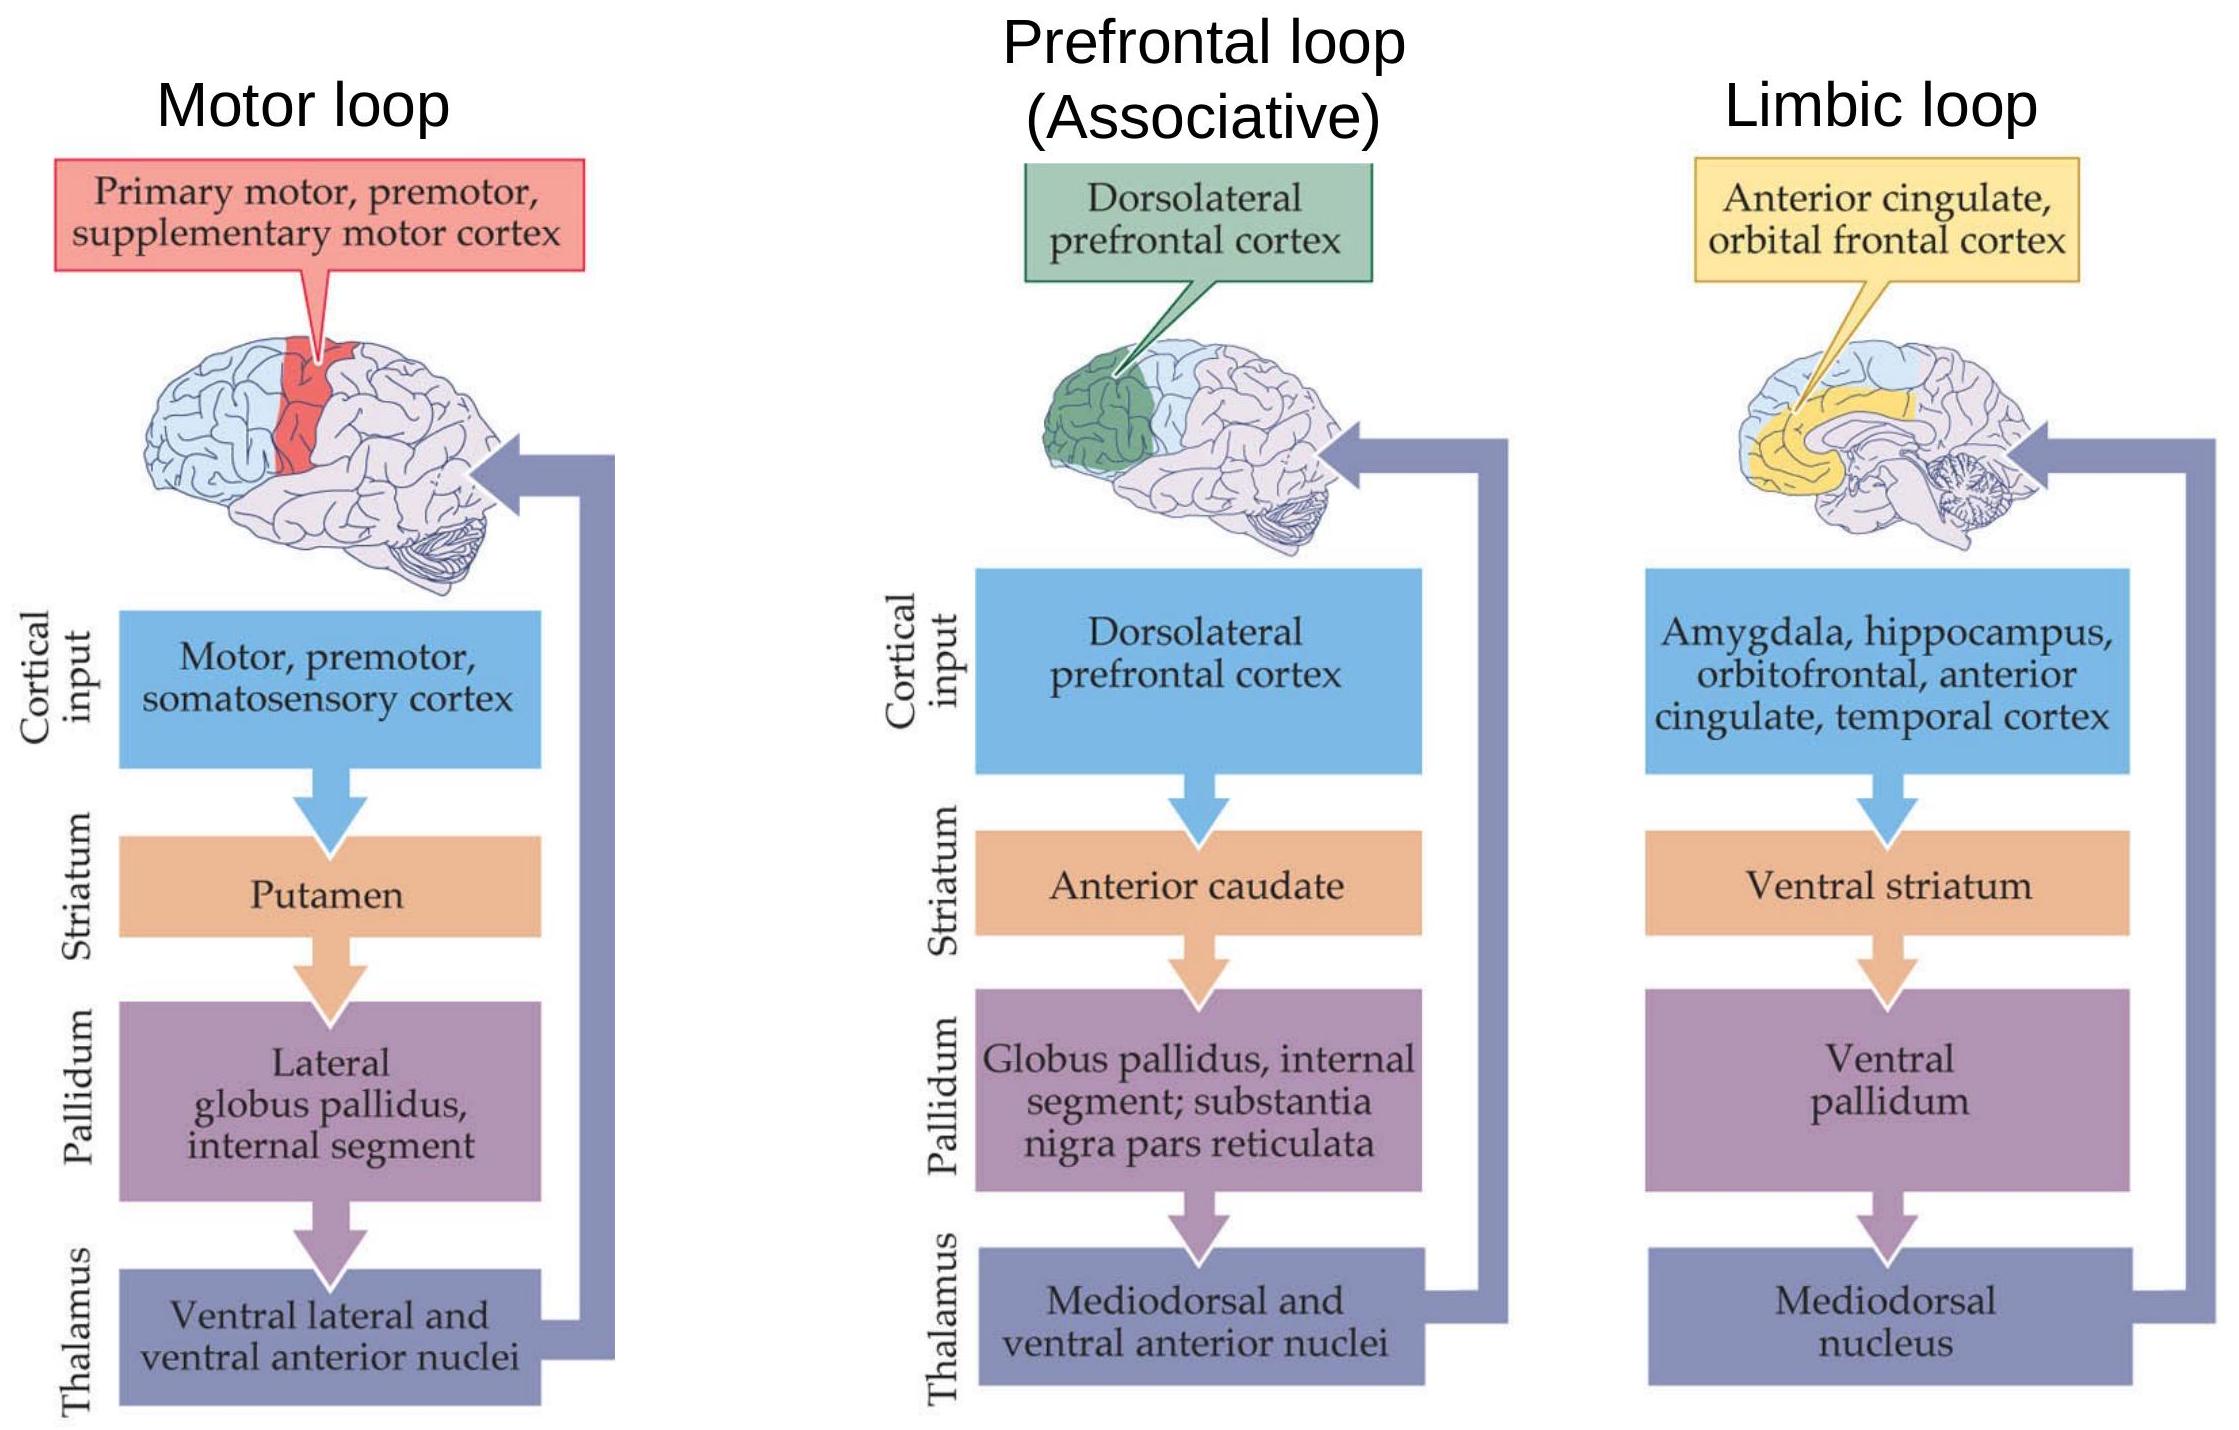 Motor loop
Primary motor, premotor,
supplementary motor cortex
Cortical
input
Motor, premotor,
somatosensory cortex
Striatum
Putamen
Pallidum
Lateral
globus pallidus,
internal segment
Thalamus
Ventral lateral and
ventral anterior nuclei
Prefrontal loop
(Associative)
Dorsolateral
prefrontal cortex
Cortical
input
Dorsolateral
prefrontal cortex
Striatum
Anterior caudate
Pallidum
Globus pallidus, internal
segment; substantia
nigra pars reticulata
Thalamus
Mediodorsal and
ventral anterior nuclei
Limbic loop
Anterior cingulate,
orbital frontal cortex
Amygdala, hippocampus,
orbitofrontal, anterior
cingulate, temporal cortex
Ventral striatum
Ventral
pallidum
Mediodorsal
nucleus